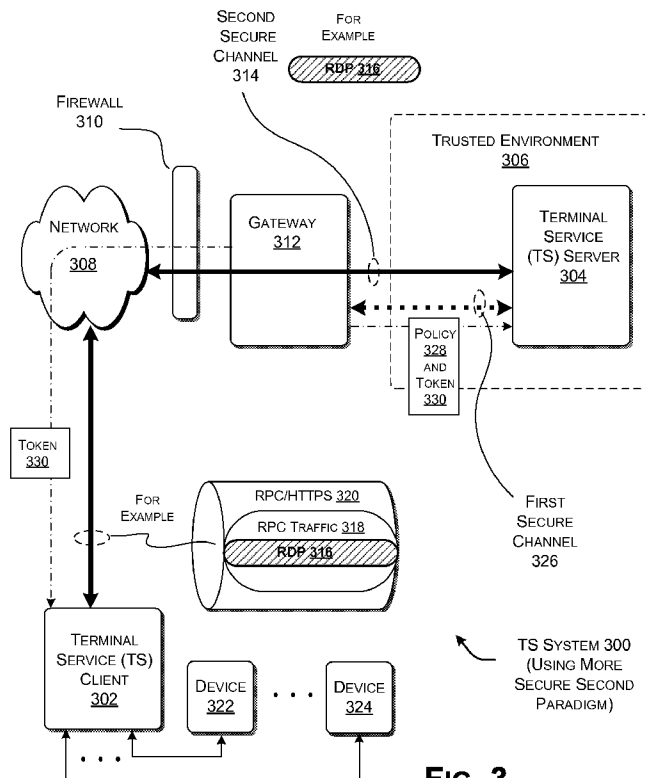 SECOND
SECURE
CHANNEL
314
FOR
EXAMPLE
RDP 316
FIREWALL
310
TRUSTED ENVIRONMENT
306
NETWORK
308
GATEWAY
312
TERMINAL
SERVICE
(TS) SERVER
304
POLICY
328
AND
TOKEN
330
TOKEN
330
FOR
EXAMPLE
RPC/HTTPS 320
RPC TRAFFIC 318
RDP 316
FIRST
SECURE
CHANNEL
326
TERMINAL
SERVICE (TS)
CLIENT
302
DEVICE
322
. . .
DEVICE
324
TS SYSTEM 300
(USING MORE
SECURE SECOND
PARADIGM)
. . .
FIG. 3